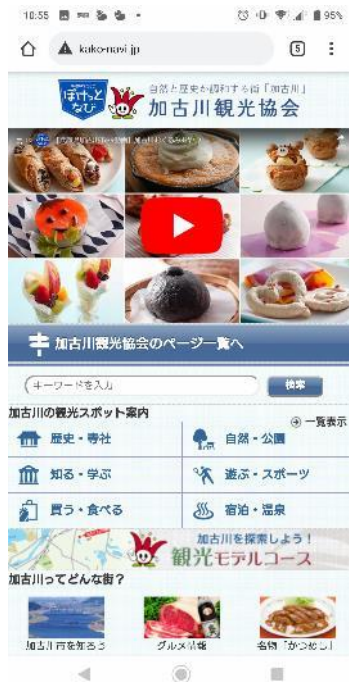 10:55
95%
kako-navi.jp
5
ぽけっと
なび
自然と歴史が調和する街「加古川」
加古川観光協会
加古川観光協会のページ一覧へ
キーワードを入力
検索
加古川の観光スポット案内
一覧表示
歴史・寺社
自然・公園
知る・学ぶ
遊ぶ・スポーツ
買う・食べる
宿泊・温泉
加古川を探索しよう！
観光モデルコース
加古川ってどんな街？
加古川市を知ろう
グルメ情報
名物「かつめし」